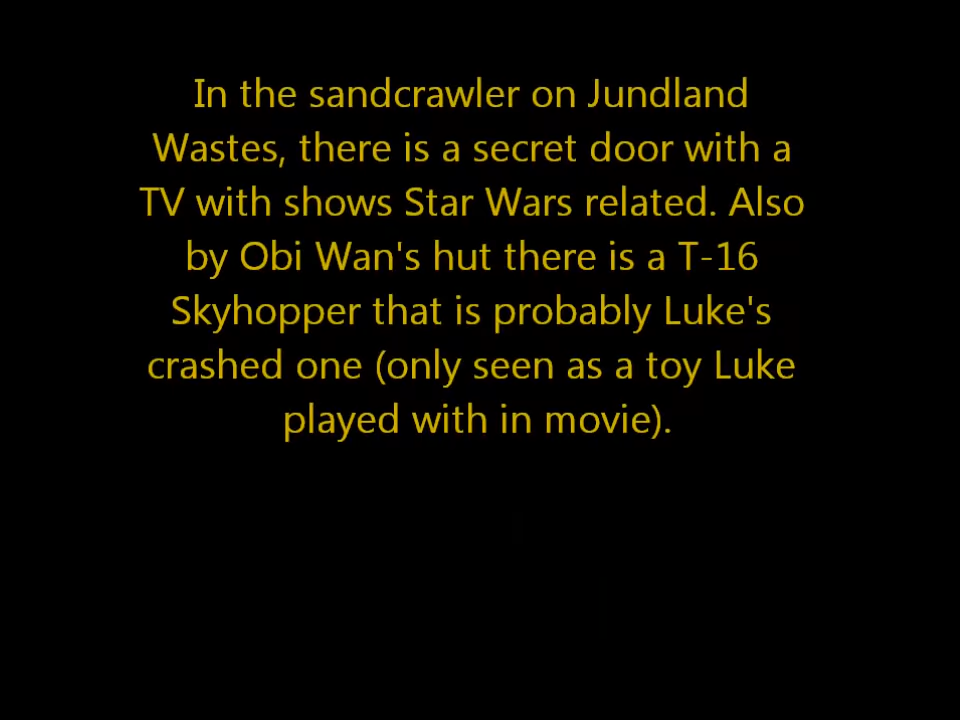 In the sandcrawler on Jundland
Wastes, there is a secret door with a
TV with shows Star Wars related. Also
by Obi Wan's hut there is a T-16
Skyhopper that is probably Luke's
crashed one (only seen as a toy Luke
played with in movie).